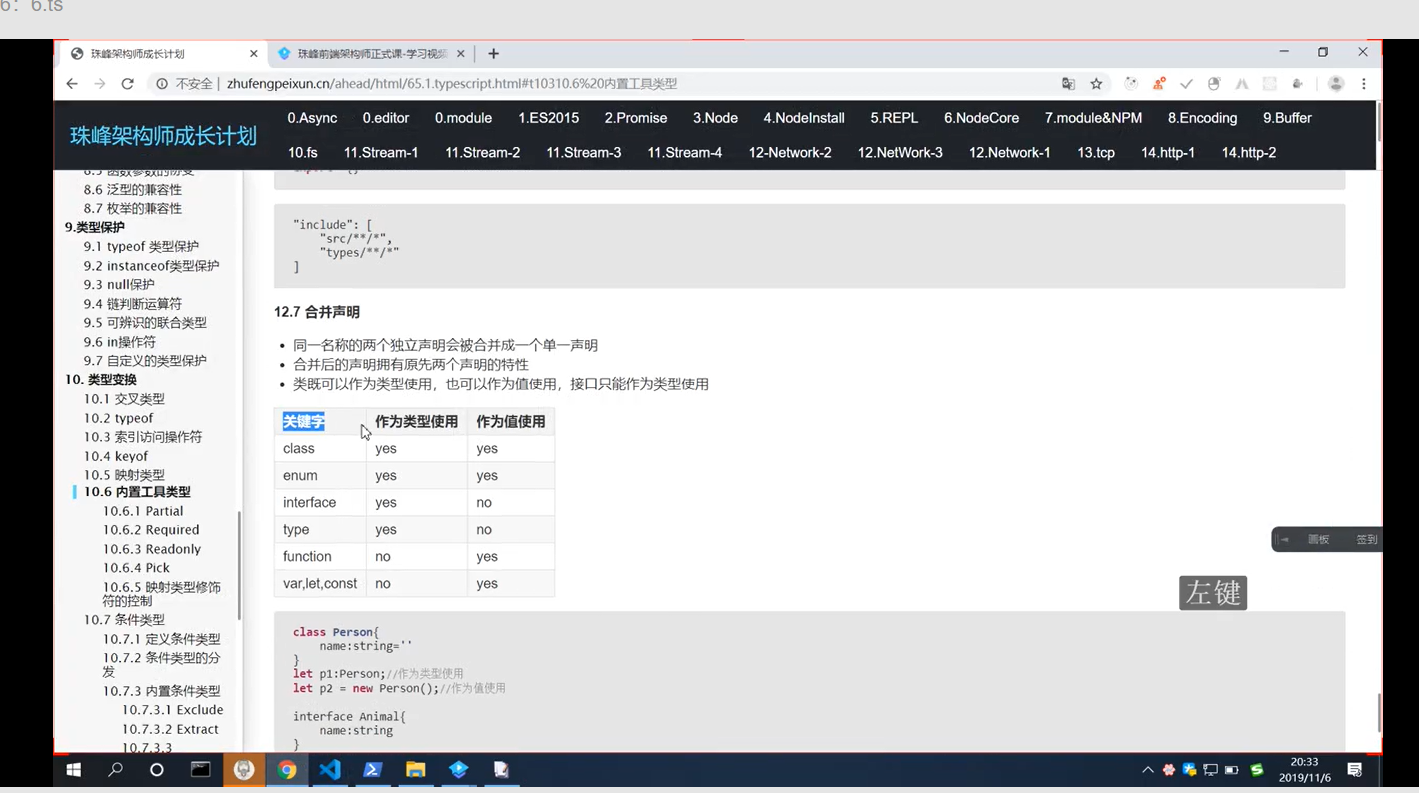 6：6.ts
珠峰架构师成长计划
珠峰前端架构师正式课-学习视频
不安全 | zhufengpeixun.cn/ahead/html/65.1.typescript.html#t10310.6%20内置工具类型
珠峰架构师成长计划
0.Async 0.editor 0.module 1.ES2015 2.Promise 3.Node 4.NodeInstall 5.REPL 6.NodeCore 7.module&NPM 8.Encoding 9.Buffer
10.fs 11.Stream-1 11.Stream-2 11.Stream-3 11.Stream-4 12-Network-2 12.NetWork-3 12.Network-1 13.tcp 14.http-1 14.http-2
8.5 函数参数的协变
8.6 泛型的兼容性
8.7 枚举的兼容性
9.类型保护
9.1 typeof 类型保护
9.2 instanceof类型保护
9.3 null保护
9.4 链判断运算符
9.5 可辨识的联合类型
9.6 in操作符
9.7 自定义的类型保护
10. 类型变换
10.1 交叉类型
10.2 typeof
10.3 索引访问操作符
10.4 keyof
10.5 映射类型
10.6 内置工具类型
10.6.1 Partial
10.6.2 Required
10.6.3 Readonly
10.6.4 Pick
10.6.5 映射类型修饰
符的控制
10.7 条件类型
10.7.1 定义条件类型
10.7.2 条件类型的分
发
10.7.3 内置条件类型
10.7.3.1 Exclude
10.7.3.2 Extract
10.7.3.3
"include": [
"src/**/*",
"types/**/*"
]
12.7 合并声明
• 同一名称的两个独立声明会被合并成一个单一声明
• 合并后的声明拥有原先两个声明的特性
• 类既可以作为类型使用，也可以作为值使用，接口只能作为类型使用
关键字 作为类型使用 作为值使用
class yes yes
enum yes yes
interface yes no
type yes no
function no yes
var,let,const no yes
class Person{
name:string=''
}
let p1:Person;//作为类型使用
let p2 = new Person();//作为值使用
interface Animal{
name:string
}
画板 签到
左键
20:33
2019/11/6